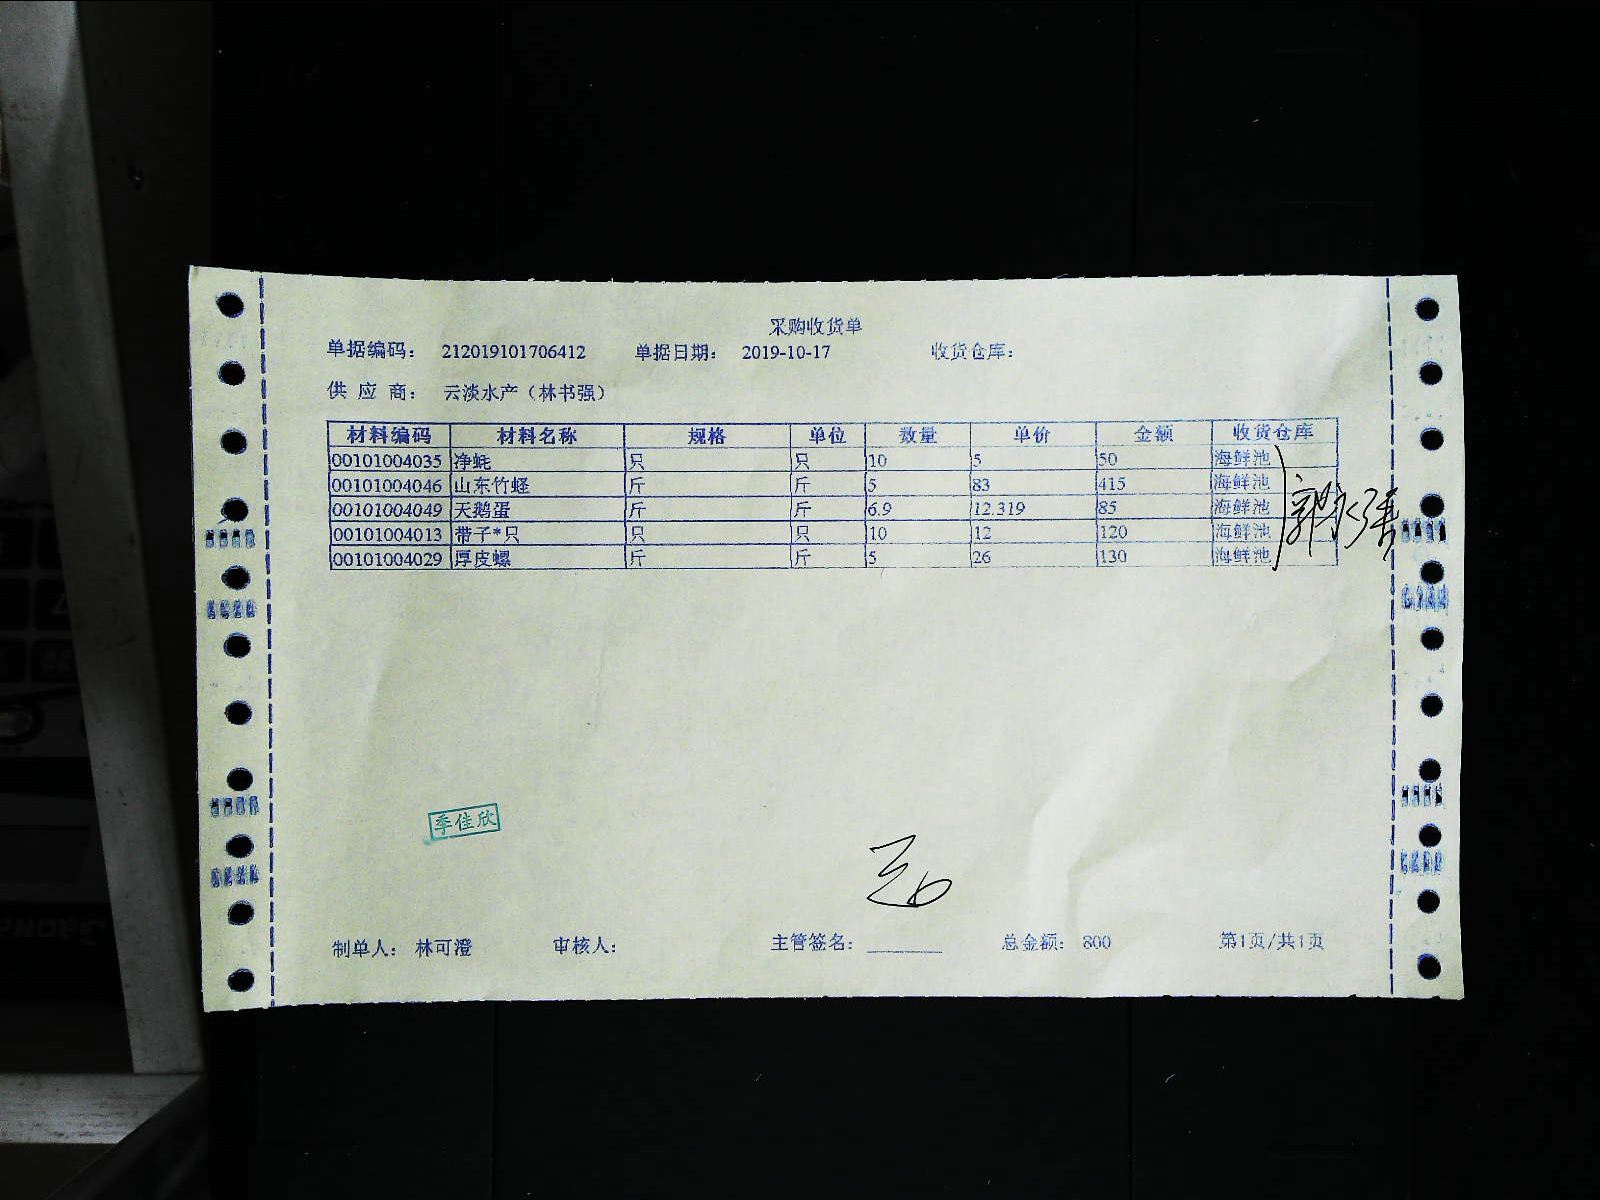 采购收货单
单据编码： 212019101706412 单据日期： 2019-10-17 收货仓库：
供 应 商： 云淡水产（林书强）
材料编码 材料名称 规格 单位 数量 单价 金额 收货仓库
00101004035 净蚝 只 只 10 5 50 海鲜池
00101004046 山东竹蛏 斤 斤 5 83 415 海鲜池
00101004049 天鹅蛋 斤 斤 6.9 12.319 85 海鲜池
00101004013 带子*只 只 只 10 12 120 海鲜池
00101004029 厚皮螺 斤 斤 5 26 130 海鲜池
季佳欣
制单人： 林可澄 审核人： 主管签名： 总金额： 800 第1页/共1页